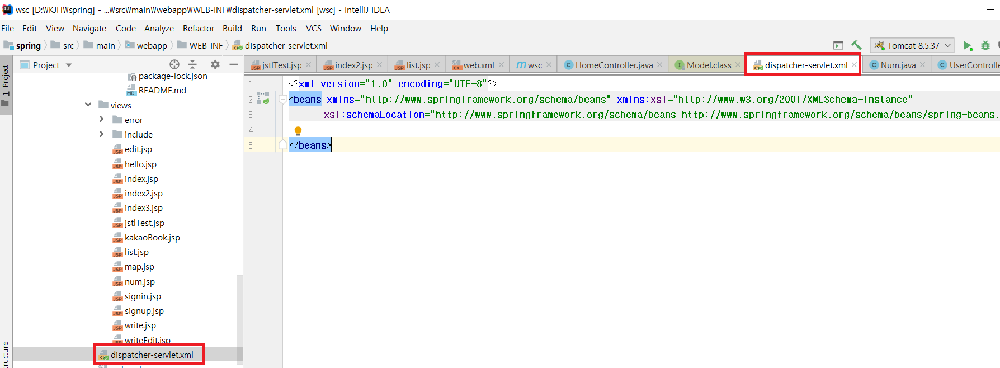 wsc [D:₩KJH₩spring] - ...₩src₩main₩webapp₩WEB-INF₩dispatcher-servlet.xml [wsc] - IntelliJ IDEA
File Edit View Navigate Code Analyze Refactor Build Run Tools VCS Window Help
spring src main webapp WEB-INF dispatcher-servlet.xml Tomcat 8.5.37
Project jstlTest.jsp index2.jsp list.jsp web.xml wsc HomeController.java Model.class dispatcher-servlet.xml Num.java UserControlle
1: Project
package-lock.json
README.md
views
error
include
edit.jsp
hello.jsp
index.jsp
index2.jsp
index3.jsp
jstlTest.jsp
kakaoBook.jsp
list.jsp
map.jsp
num.jsp
signin.jsp
signup.jsp
write.jsp
writeEdit.jsp
dispatcher-servlet.xml
ructure
1 <?xml version="1.0" encoding="UTF-8"?>
2 <beans xmlns="http://www.springframework.org/schema/beans" xmlns:xsi="http://www.w3.org/2001/XMLSchema-instance"
3 xsi:schemaLocation="http://www.springframework.org/schema/beans http://www.springframework.org/schema/beans/spring-beans.
4
5 </beans>